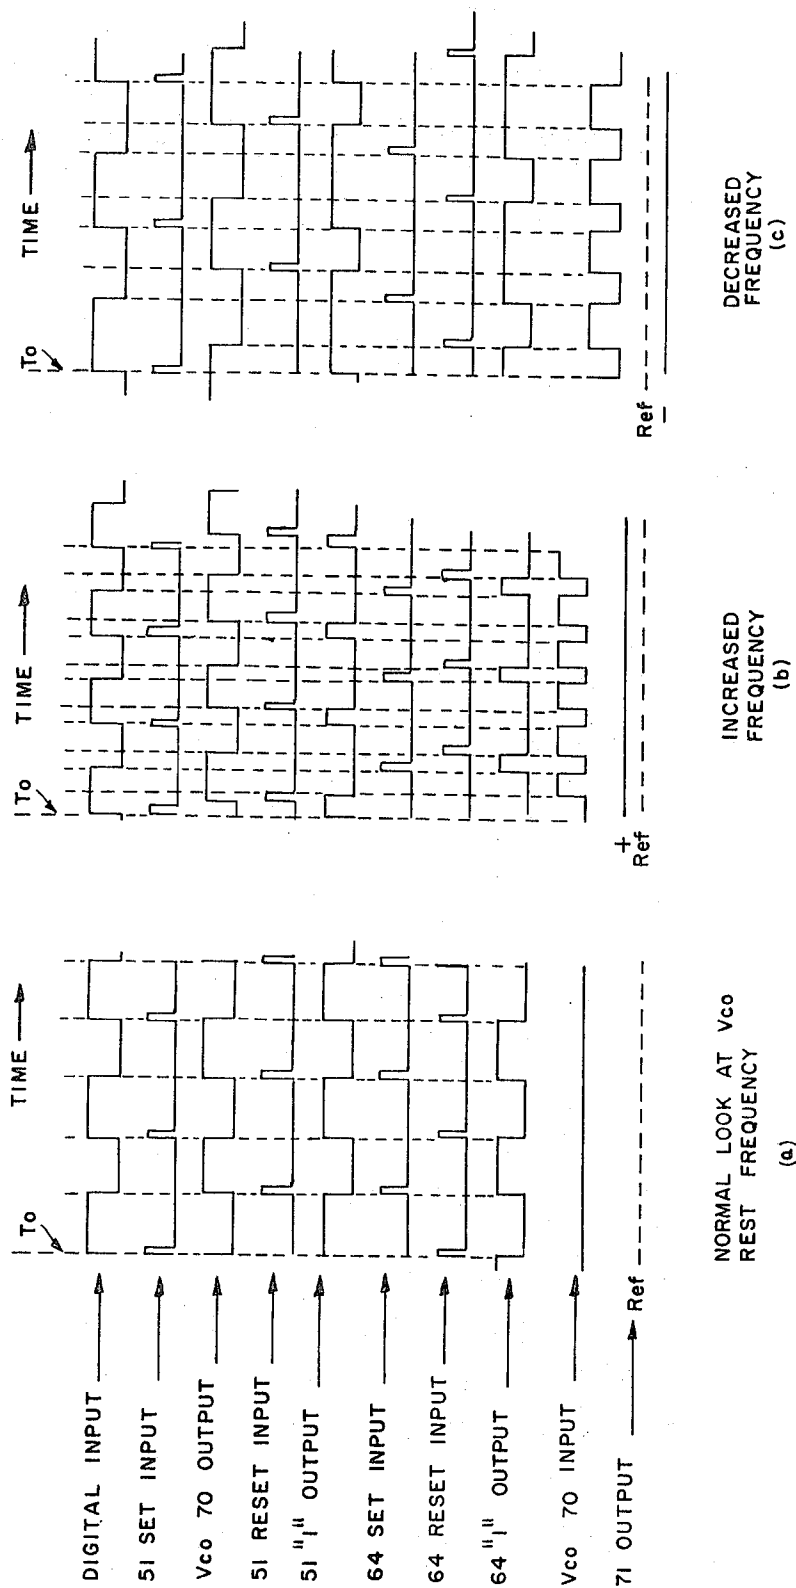 DIGITAL INPUT
51 SET INPUT
Vco 70 OUTPUT
51 RESET INPUT
51 "1" OUTPUT
64 SET INPUT
64 RESET INPUT
64 "1" OUTPUT
Vco 70 INPUT
71 OUTPUT
TIME
To
Ref
NORMAL LOOK AT Vco
REST FREQUENCY
(a)
TIME
To
+
Ref
INCREASED
FREQUENCY
(b)
TIME
To
Ref
–
DECREASED
FREQUENCY
(c)